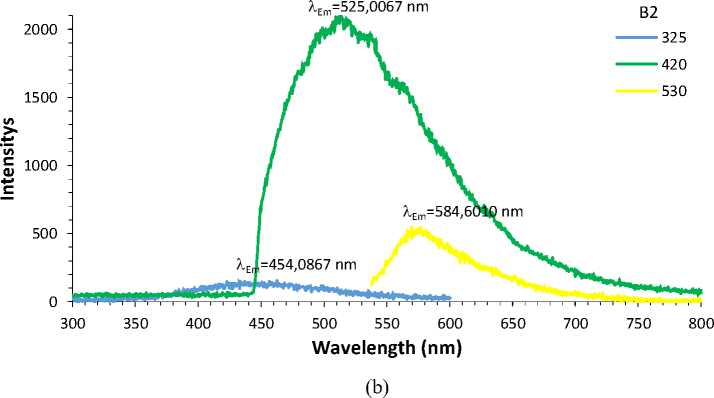 λEm=525,0067 nm
B2
325
420
530
2000
1500
1000
500
0
Intensitys
λEm=584,6010 nm
λEm=454,0867 nm
300 350 400 450 500 550 600 650 700 750 800
Wavelength (nm)
(b)